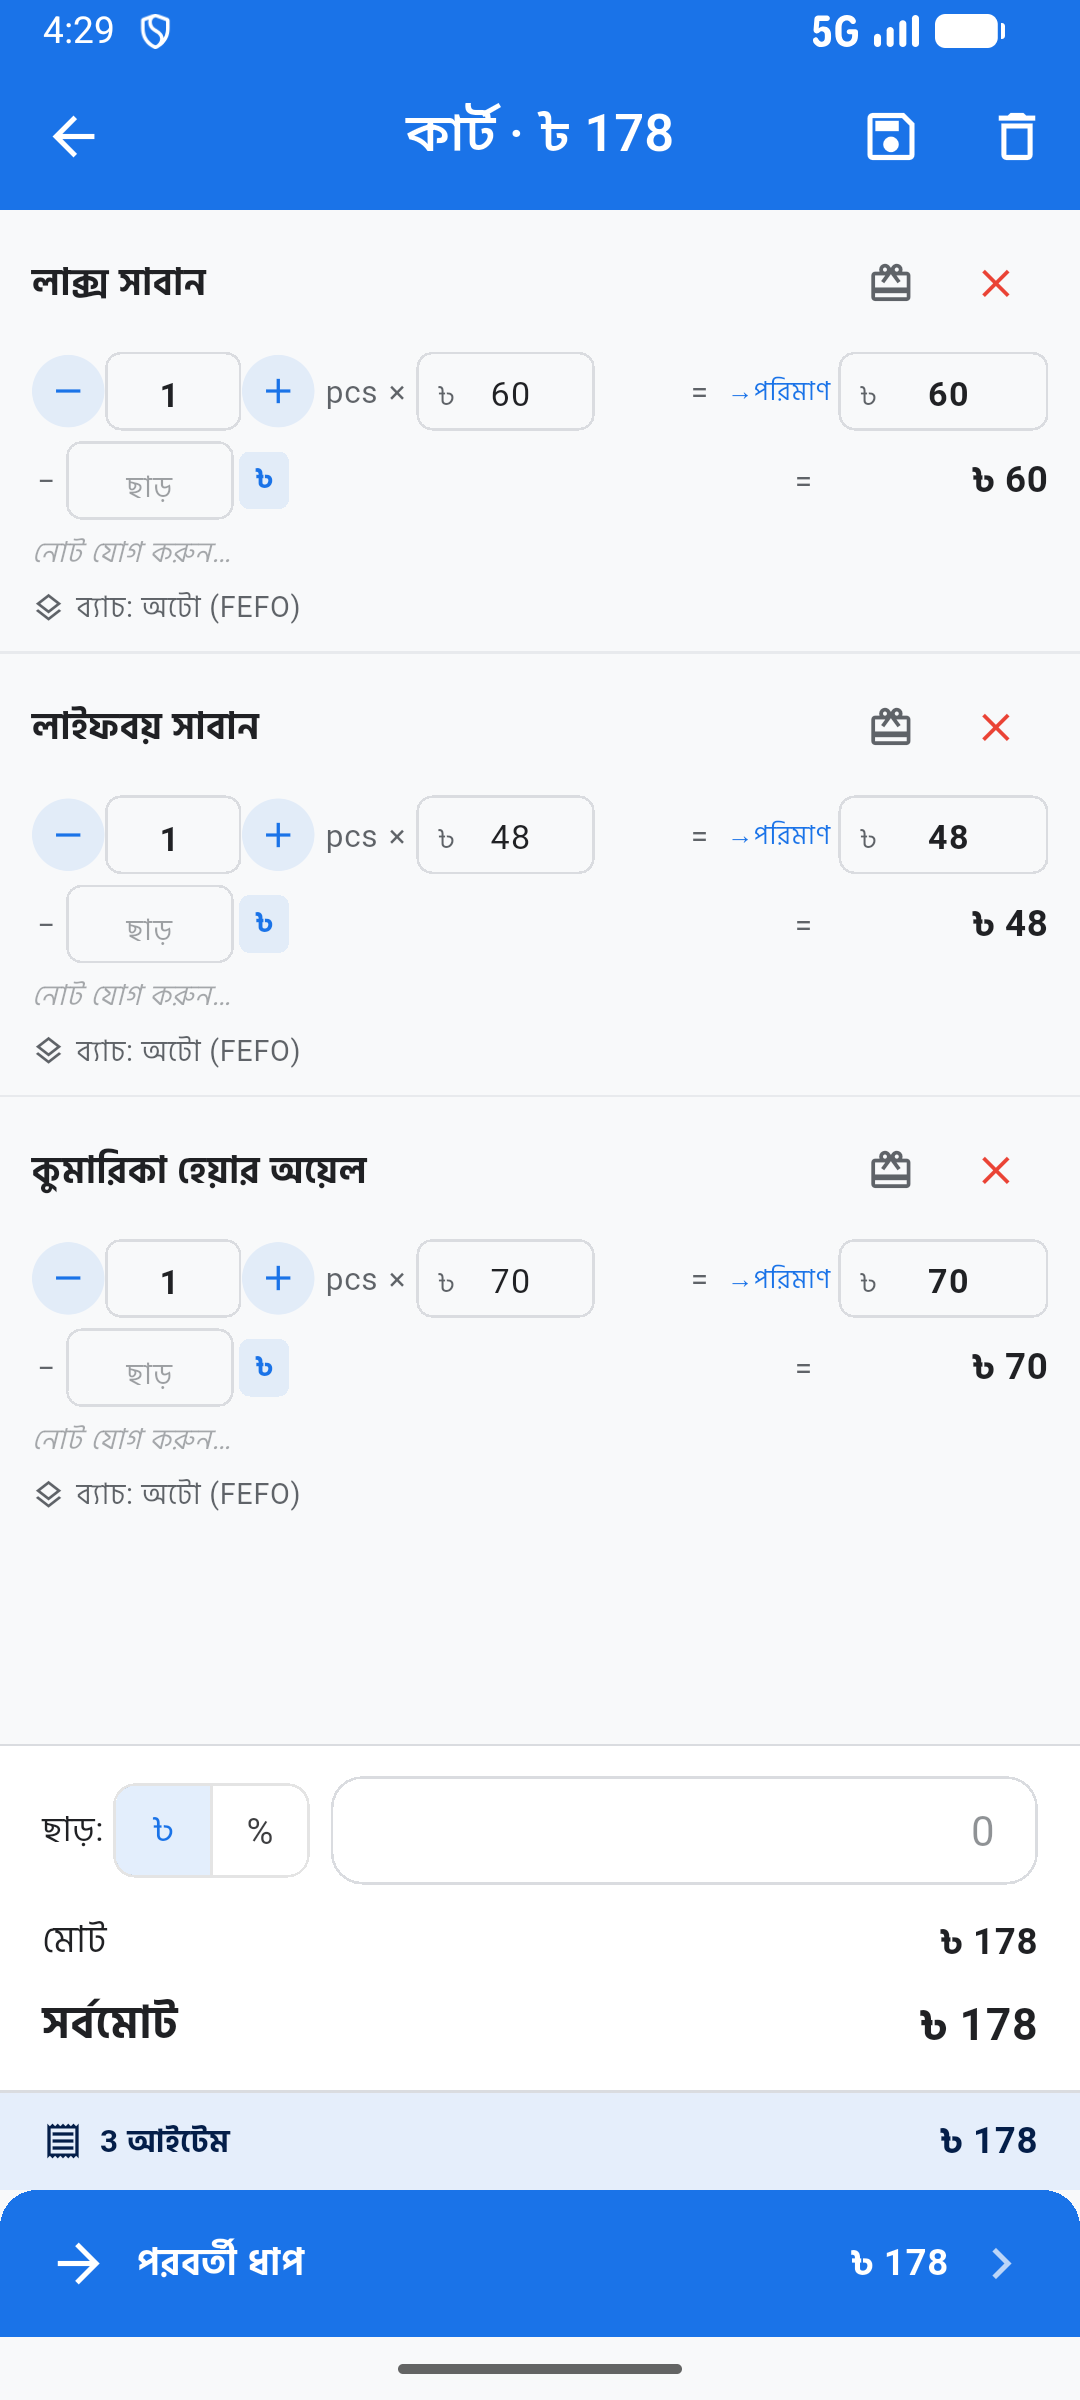 4:29 5G
কার্ট · ৳ 178
লাক্স সাবান
− 1 + pcs × ৳ 60 = →পরিমাণ ৳ 60
− ছাড় ৳ = ৳ 60
নোট যোগ করুন...
ব্যাচ: অটো (FEFO)
লাইফবয় সাবান
− 1 + pcs × ৳ 48 = →পরিমাণ ৳ 48
− ছাড় ৳ = ৳ 48
নোট যোগ করুন...
ব্যাচ: অটো (FEFO)
কুমারিকা হেয়ার অয়েল
− 1 + pcs × ৳ 70 = →পরিমাণ ৳ 70
− ছাড় ৳ = ৳ 70
নোট যোগ করুন...
ব্যাচ: অটো (FEFO)
ছাড়: ৳ % 0
মোট ৳ 178
সর্বমোট ৳ 178
3 আইটেম ৳ 178
পরবর্তী ধাপ ৳ 178